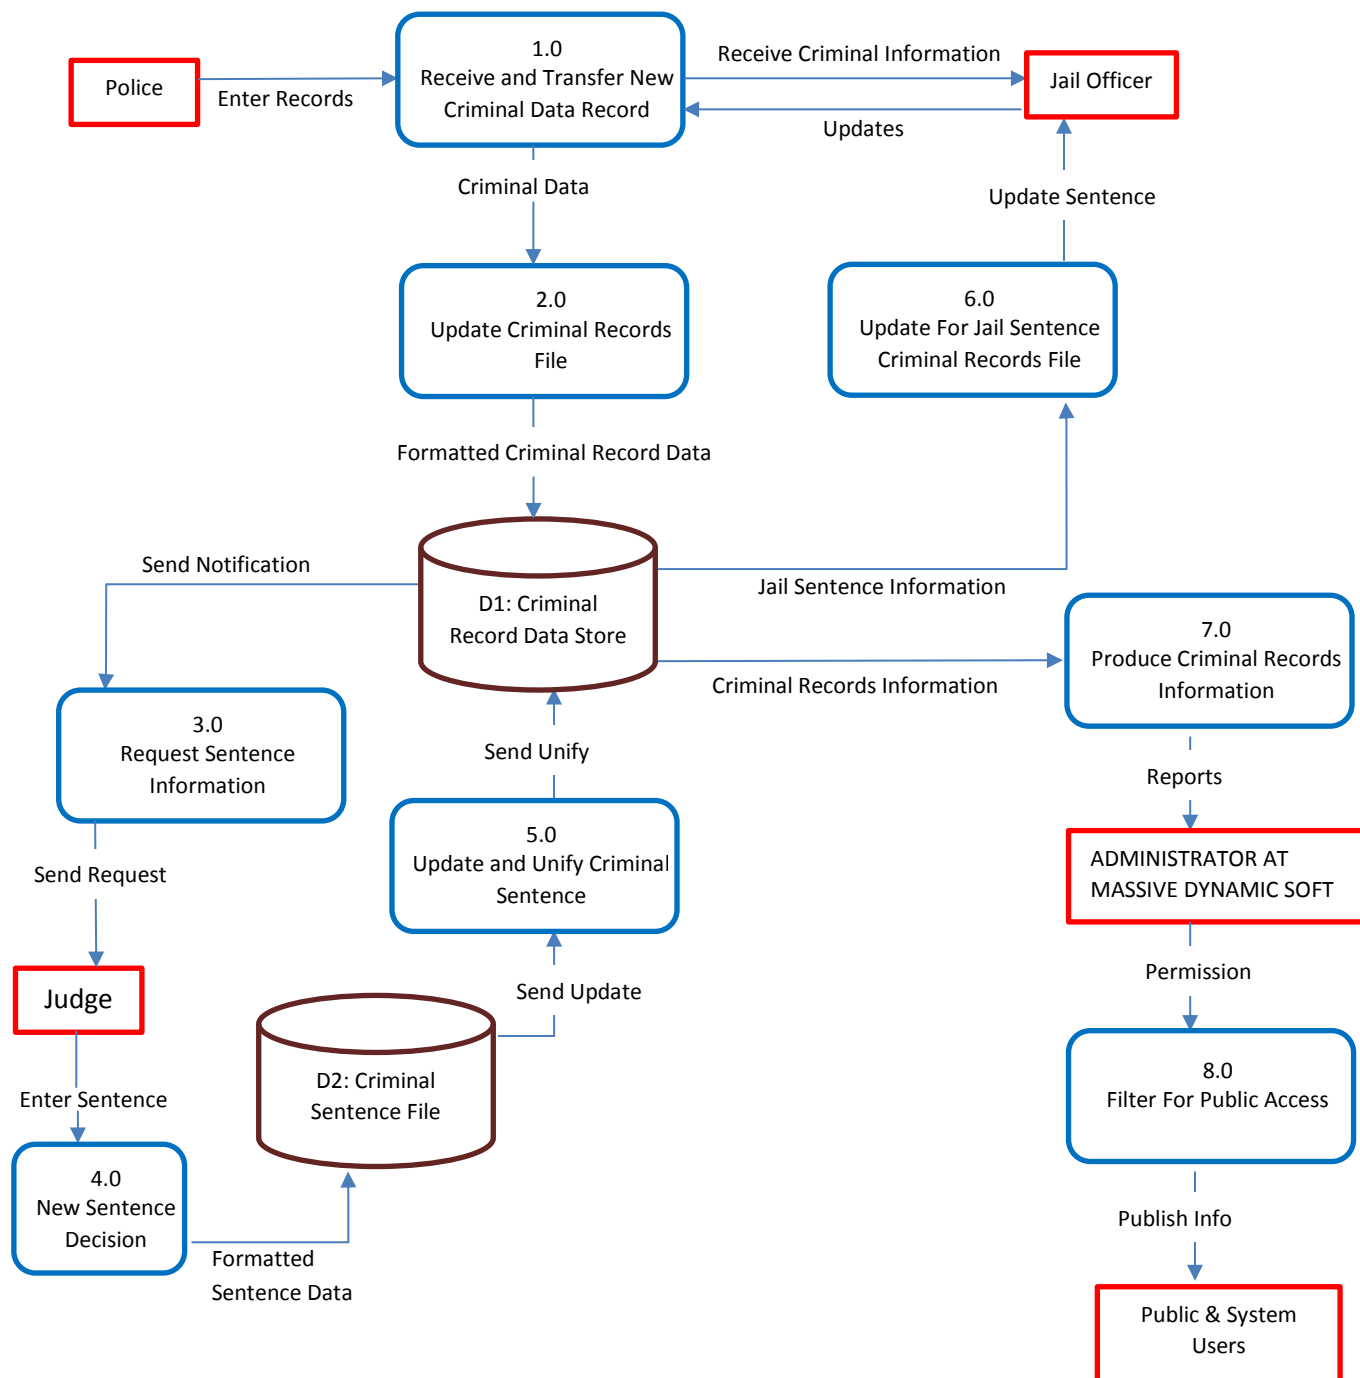 1.0
Receive and Transfer New
Criminal Data Record
Receive Criminal Information
Police
Jail Officer
Enter Records
Updates
Criminal Data
Update Sentence
2.0
Update Criminal Records
File
6.0
Update For Jail Sentence
Criminal Records File
Formatted Criminal Record Data
Send Notification
Jail Sentence Information
D1: Criminal
Record Data Store
7.0
Produce Criminal Records
Information
Criminal Records Information
3.0
Request Sentence
Information
Send Unify
Reports
5.0
Update and Unify Criminal
Sentence
ADMINISTRATOR AT
MASSIVE DYNAMIC SOFT
Send Request
Permission
Judge
Send Update
D2: Criminal
Sentence File
8.0
Filter For Public Access
Enter Sentence
4.0
New Sentence
Decision
Publish Info
Formatted
Sentence Data
Public & System
Users